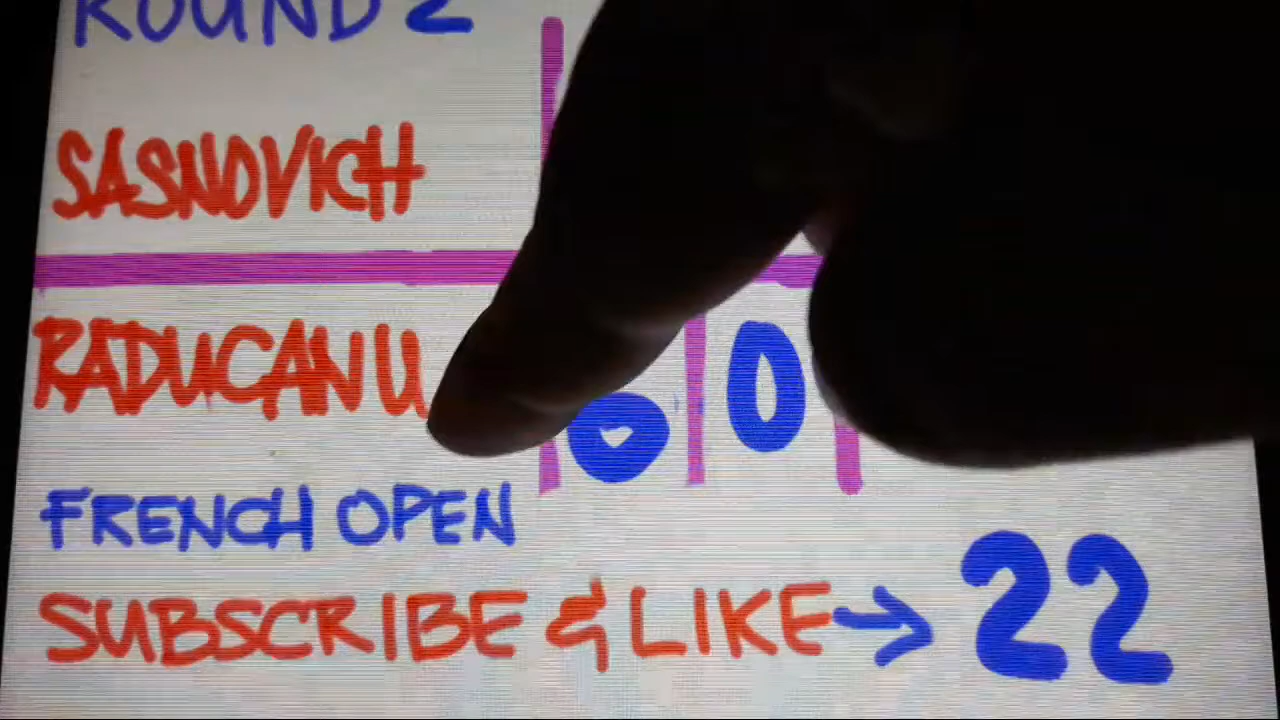 ROUND 2
SASNOVICH
RADUCANU 6 0
FRENCH OPEN
SUBSCRIBE & LIKE → 22